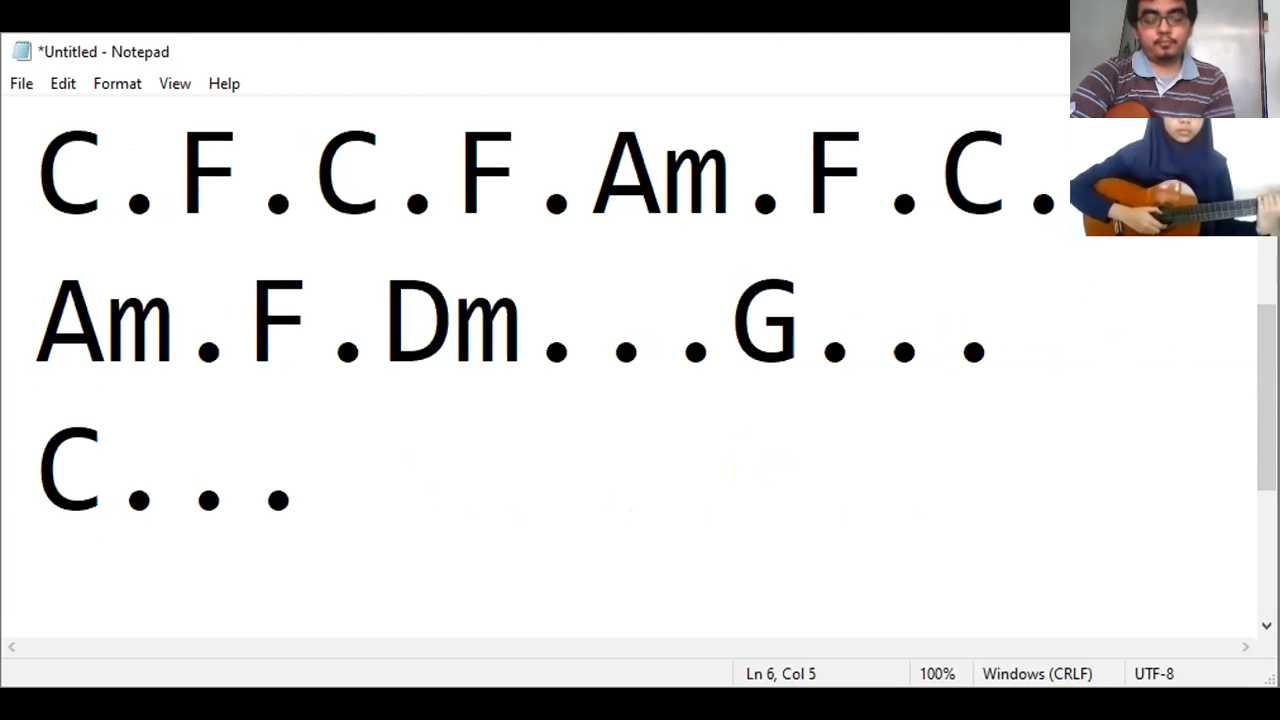 *Untitled - Notepad
File Edit Format View Help
C.F.C.F.Am.F.C.
Am.F.Dm...G...
C...
Ln 6, Col 5 100% Windows (CRLF) UTF-8